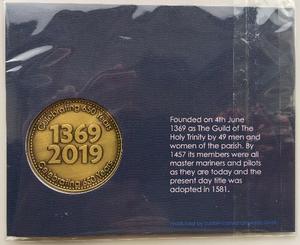 Celebrating 650 Years
1369
2019
Celebrating 650 Years
Founded on 4th June
1369 as The Guild of The
Holy Trinity by 49 men and
women of the parish. By
1457 its members were all
master mariners and pilots
as they are today and the
present day title was
adopted in 1581.